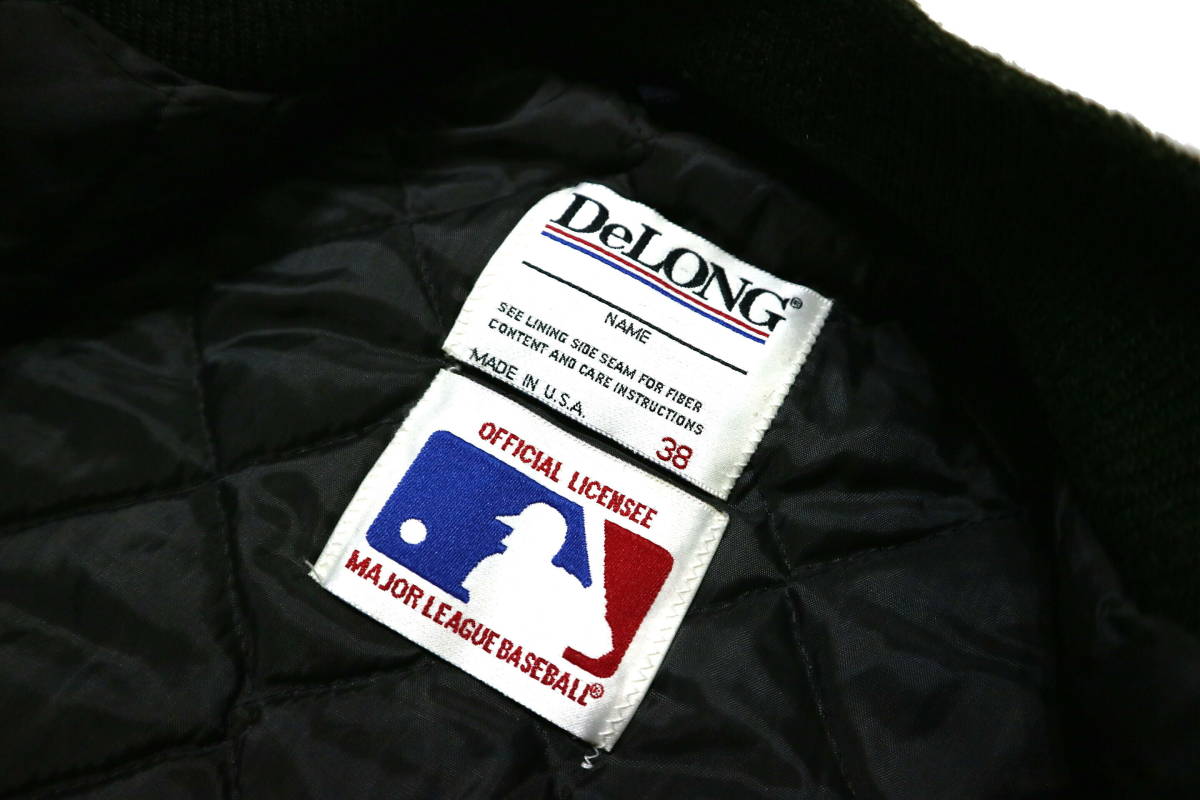 DeLONG®
NAME
SEE LINING SIDE SEAM FOR FIBER
CONTENT AND CARE INSTRUCTIONS
MADE IN U.S.A.
38
OFFICIAL LICENSEE
MAJOR LEAGUE BASEBALL®